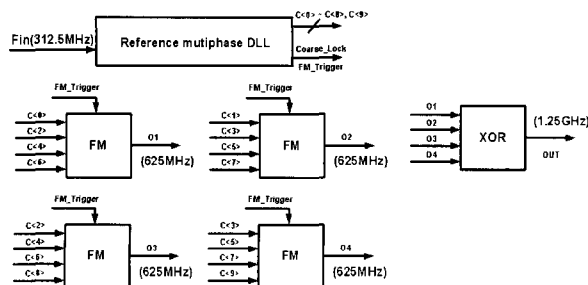 C<0> ~ C<8>, C<9>
Fin(312.5MHz)
Reference mutiphase DLL
Coarse_Lock
FM_Trigger
FM_Trigger
C<0>
C<2>
C<4>
C<6>
FM
O1
(625MHz)
FM_Trigger
C<1>
C<3>
C<5>
C<7>
FM
O2
(625MHz)
O1
O2
O3
O4
XOR
(1.25GHz)
OUT
FM_Trigger
C<2>
C<4>
C<6>
C<8>
FM
O3
(625MHz)
FM_Trigger
C<3>
C<5>
C<7>
C<9>
FM
O4
(625MHz)